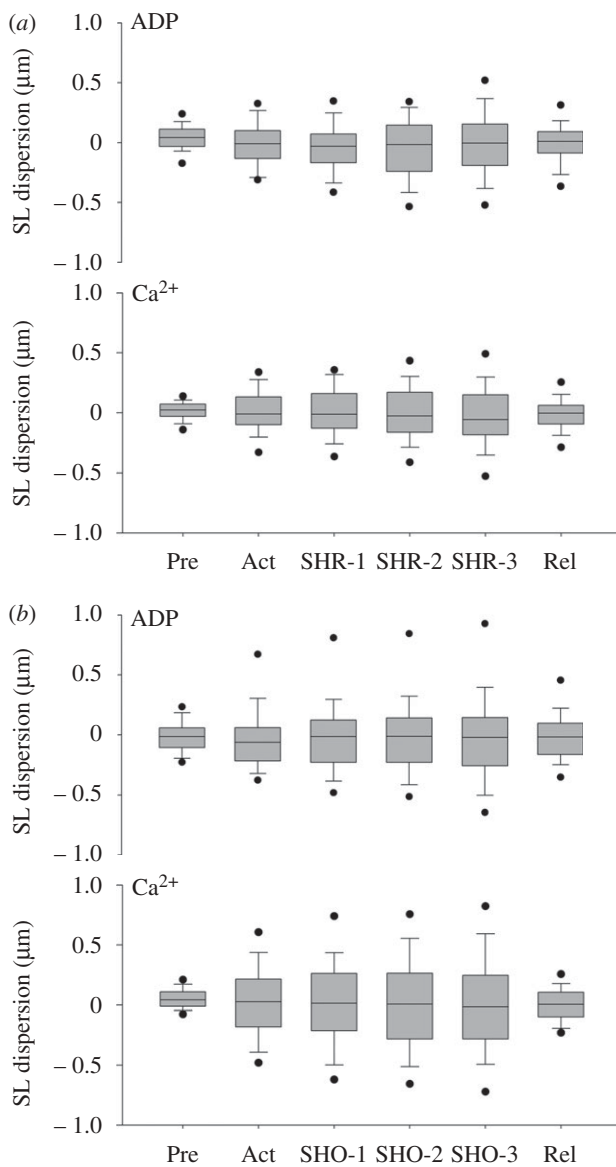 (a)
ADP
SL dispersion (μm)
1.0
0.5
0
– 0.5
– 1.0
Ca2+
SL dispersion (μm)
1.0
0.5
0
– 0.5
– 1.0
Pre Act SHR-1 SHR-2 SHR-3 Rel
(b)
ADP
SL dispersion (μm)
1.0
0.5
0
– 0.5
– 1.0
Ca2+
SL dispersion (μm)
1.0
0.5
0
– 0.5
– 1.0
Pre Act SHO-1 SHO-2 SHO-3 Rel